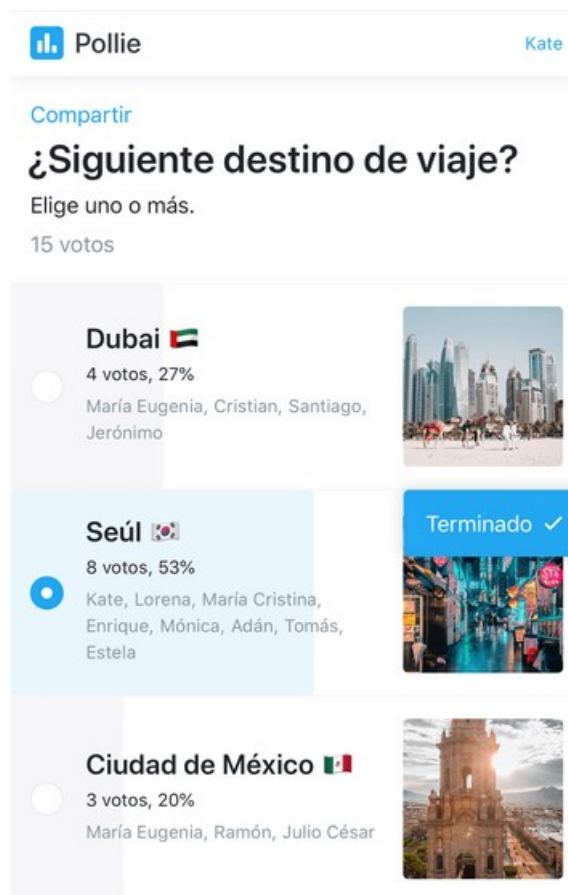 Pollie
Kate
Compartir
¿Siguiente destino de viaje?
Elige uno o más.
15 votos
Dubai 🇦🇪
4 votos, 27%
María Eugenia, Cristian, Santiago,
Jerónimo
Seúl 🇰🇷
Terminado ✓
8 votos, 53%
Kate, Lorena, María Cristina,
Enrique, Mónica, Adán, Tomás,
Estela
Ciudad de México 🇲🇽
3 votos, 20%
María Eugenia, Ramón, Julio César